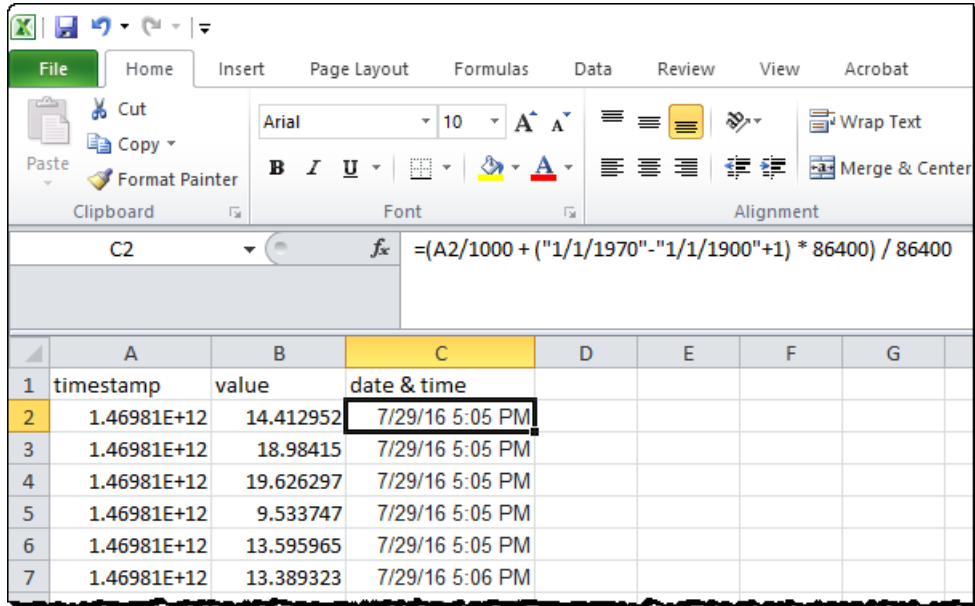 File Home Insert Page Layout Formulas Data Review View Acrobat
Cut
Copy
Paste
Format Painter
Clipboard
Arial 10 A A
B I U A
Font
Wrap Text
Merge & Center
Alignment
C2 fx =(A2/1000 + ("1/1/1970"-"1/1/1900"+1) * 86400) / 86400
A B C D E F G
1 timestamp value date & time
2 1.46981E+12 14.412952 7/29/16 5:05 PM
3 1.46981E+12 18.98415 7/29/16 5:05 PM
4 1.46981E+12 19.626297 7/29/16 5:05 PM
5 1.46981E+12 9.533747 7/29/16 5:05 PM
6 1.46981E+12 13.595965 7/29/16 5:05 PM
7 1.46981E+12 13.389323 7/29/16 5:06 PM